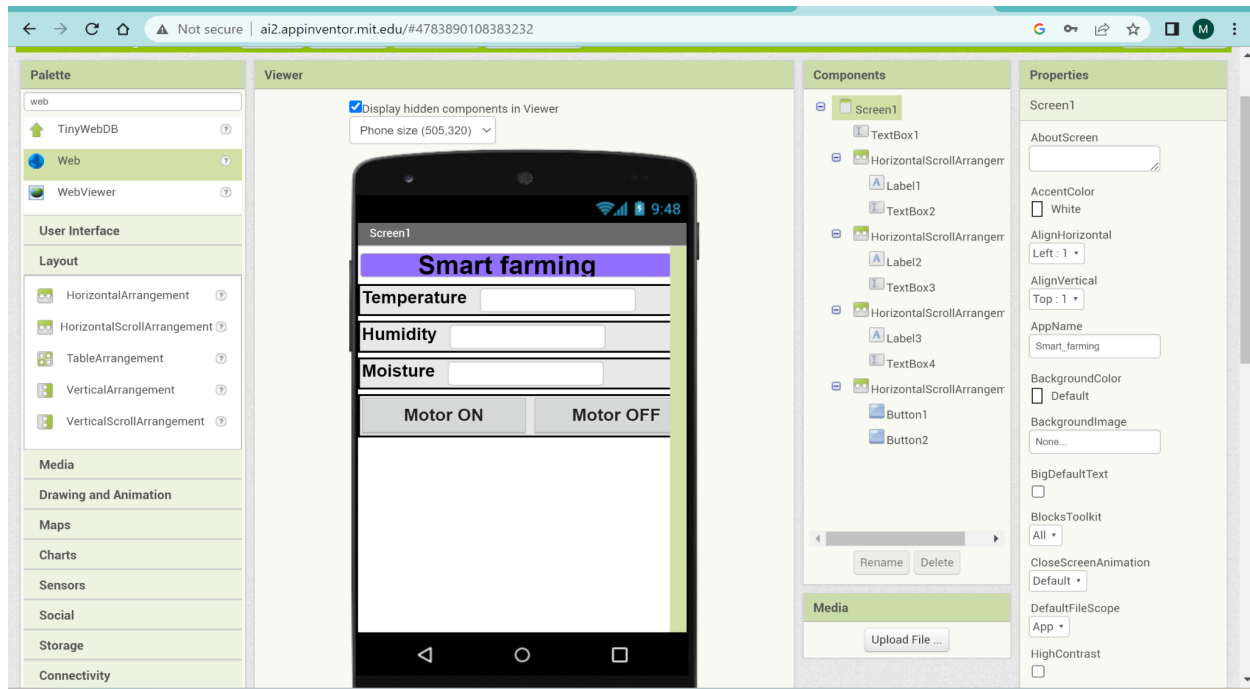 Not secure | ai2.appinventor.mit.edu/#4783890108383232
G
M
Palette
web
TinyWebDB ?
Web ?
WebViewer ?
User Interface
Layout
HorizontalArrangement ?
HorizontalScrollArrangement ?
TableArrangement ?
VerticalArrangement ?
VerticalScrollArrangement ?
Media
Drawing and Animation
Maps
Charts
Sensors
Social
Storage
Connectivity
Viewer
Display hidden components in Viewer
Phone size (505,320)
9:48
Screen1
Smart farming
Temperature
Humidity
Moisture
Motor ON Motor OFF
Components
Screen1
TextBox1
HorizontalScrollArrangem
A Label1
TextBox2
HorizontalScrollArrangem
A Label2
TextBox3
HorizontalScrollArrangem
A Label3
TextBox4
HorizontalScrollArrangem
Button1
Button2
Rename Delete
Media
Upload File ...
Properties
Screen1
AboutScreen
AccentColor
White
AlignHorizontal
Left : 1
AlignVertical
Top : 1
AppName
Smart_farming
BackgroundColor
Default
BackgroundImage
None...
BigDefaultText
BlocksToolkit
All
CloseScreenAnimation
Default
DefaultFileScope
App
HighContrast